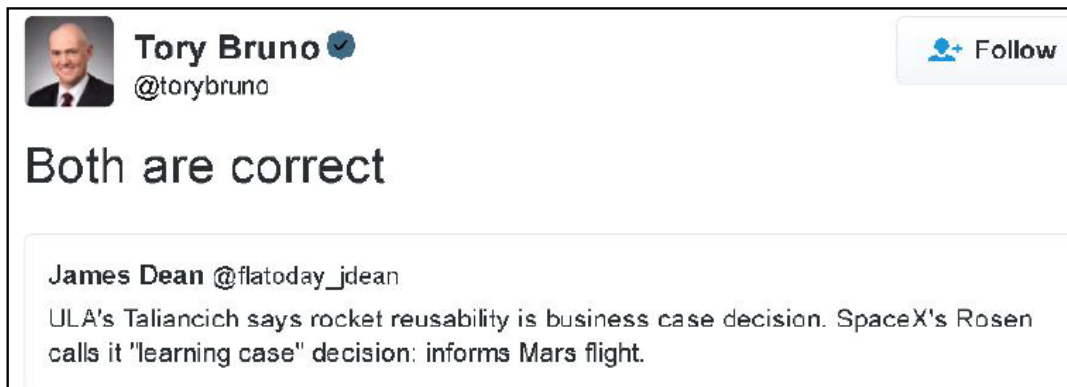 Tory Bruno
Follow
@torybruno
Both are correct
James Dean @flatoday_jdean
ULA's Taliancich says rocket reusability is business case decision. SpaceX's Rosen
calls it "learning case" decision: informs Mars flight.